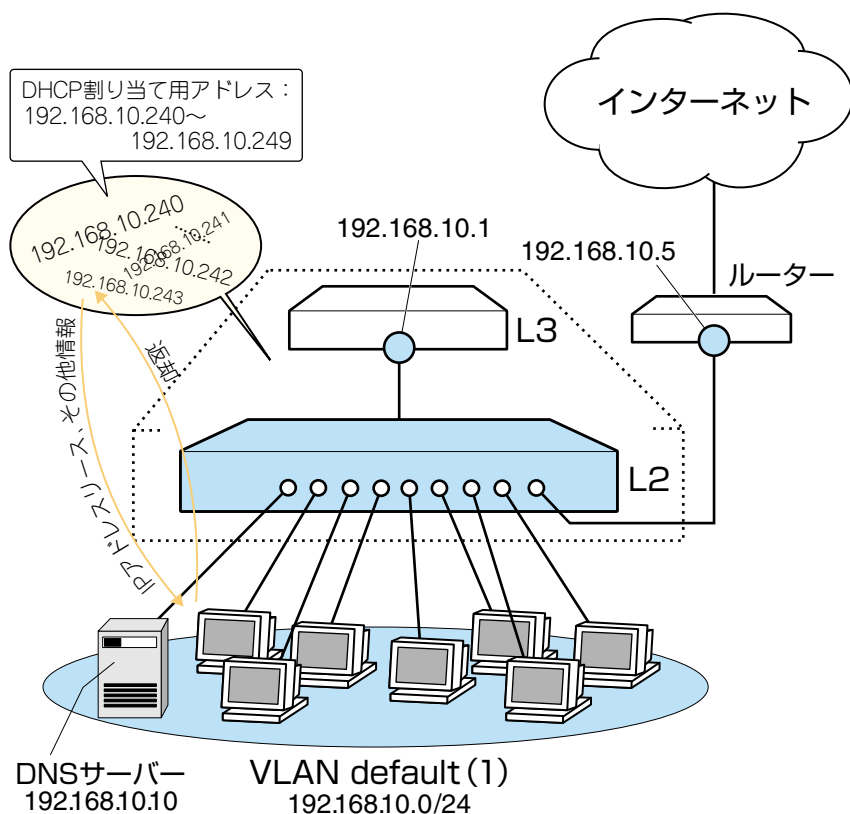 DHCP割り当て用アドレス：
192.168.10.240～
192.168.10.249
インターネット
192.168.10.240
192.168.10.241
192.168.10.242
192.168.10.243
192.168.10.1
192.168.10.5
ルーター
L3
返却
IPアドレスリース、その他情報
L2
DNSサーバー
192.168.10.10
VLAN default（1）
192.168.10.0/24